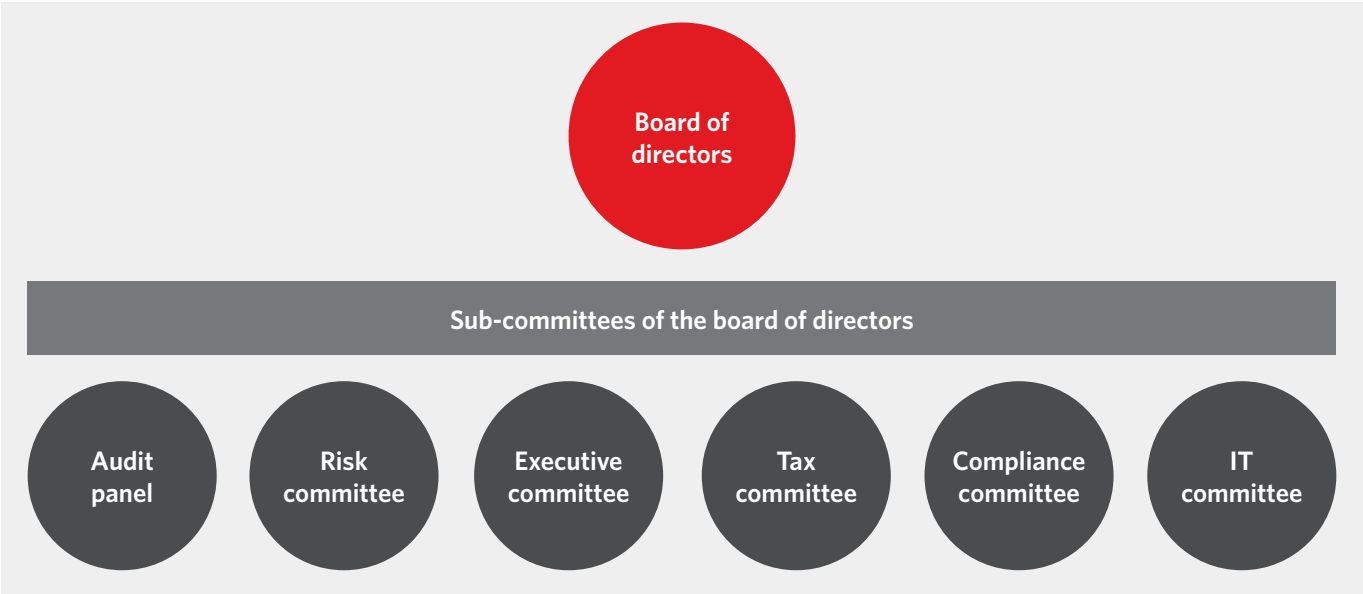 Board of
directors
Sub-committees of the board of directors
Audit
panel
Risk
committee
Executive
committee
Tax
committee
Compliance
committee
IT
committee